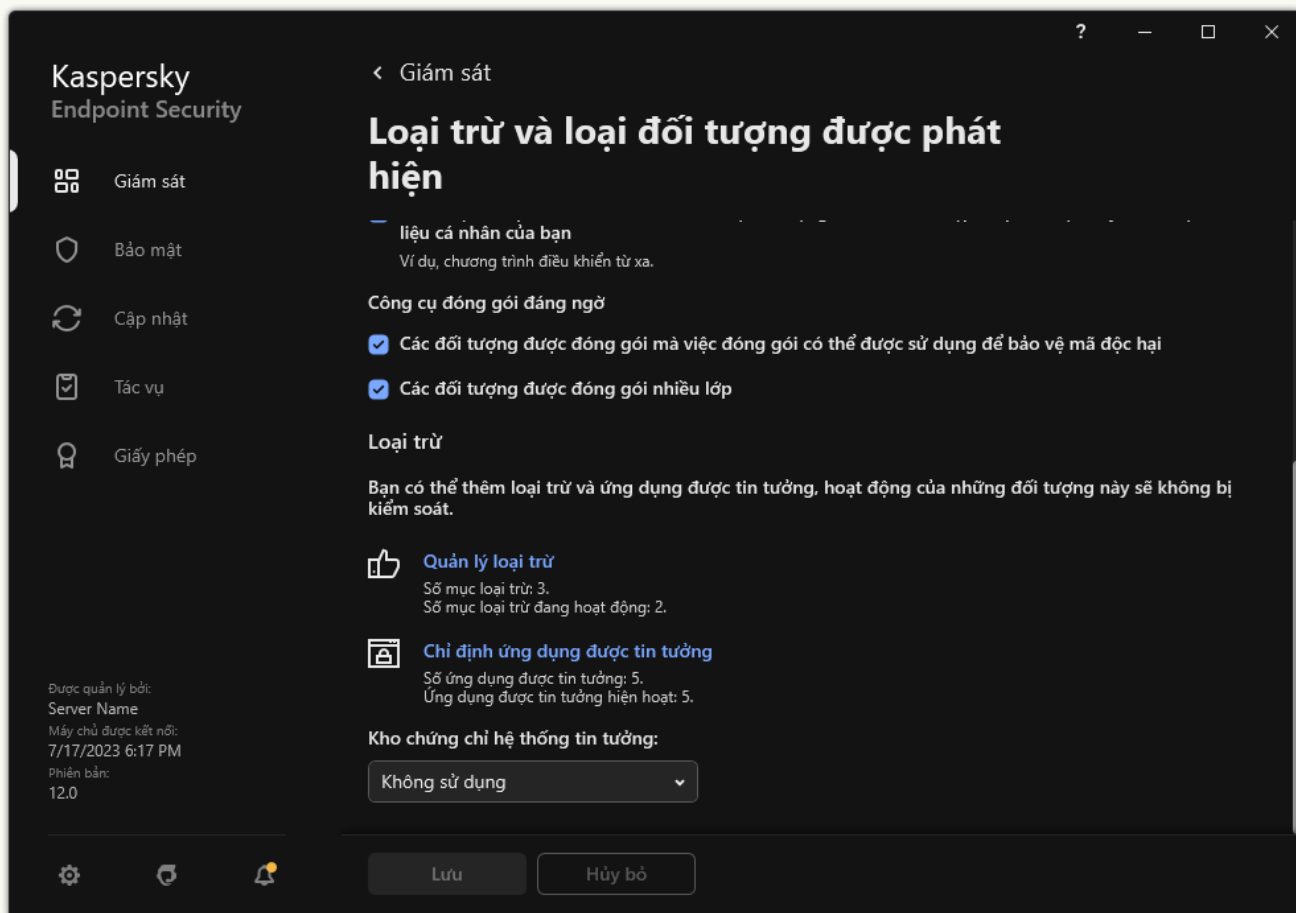 ?
Kaspersky
Endpoint Security
Giám sát
Bảo mật
Cập nhật
Tác vụ
Giấy phép
Được quản lý bởi:
Server Name
Máy chủ được kết nối:
7/17/2023 6:17 PM
Phiên bản:
12.0
Giám sát
Loại trừ và loại đối tượng được phát
hiện
liệu cá nhân của bạn
Ví dụ, chương trình điều khiển từ xa.
Công cụ đóng gói đáng ngờ
Các đối tượng được đóng gói mà việc đóng gói có thể được sử dụng để bảo vệ mã độc hại
Các đối tượng được đóng gói nhiều lớp
Loại trừ
Bạn có thể thêm loại trừ và ứng dụng được tin tưởng, hoạt động của những đối tượng này sẽ không bị
kiểm soát.
Quản lý loại trừ
Số mục loại trừ: 3.
Số mục loại trừ đang hoạt động: 2.
Chỉ định ứng dụng được tin tưởng
Số ứng dụng được tin tưởng: 5.
Ứng dụng được tin tưởng hiện hoạt: 5.
Kho chứng chỉ hệ thống tin tưởng:
Không sử dụng
Lưu
Hủy bỏ